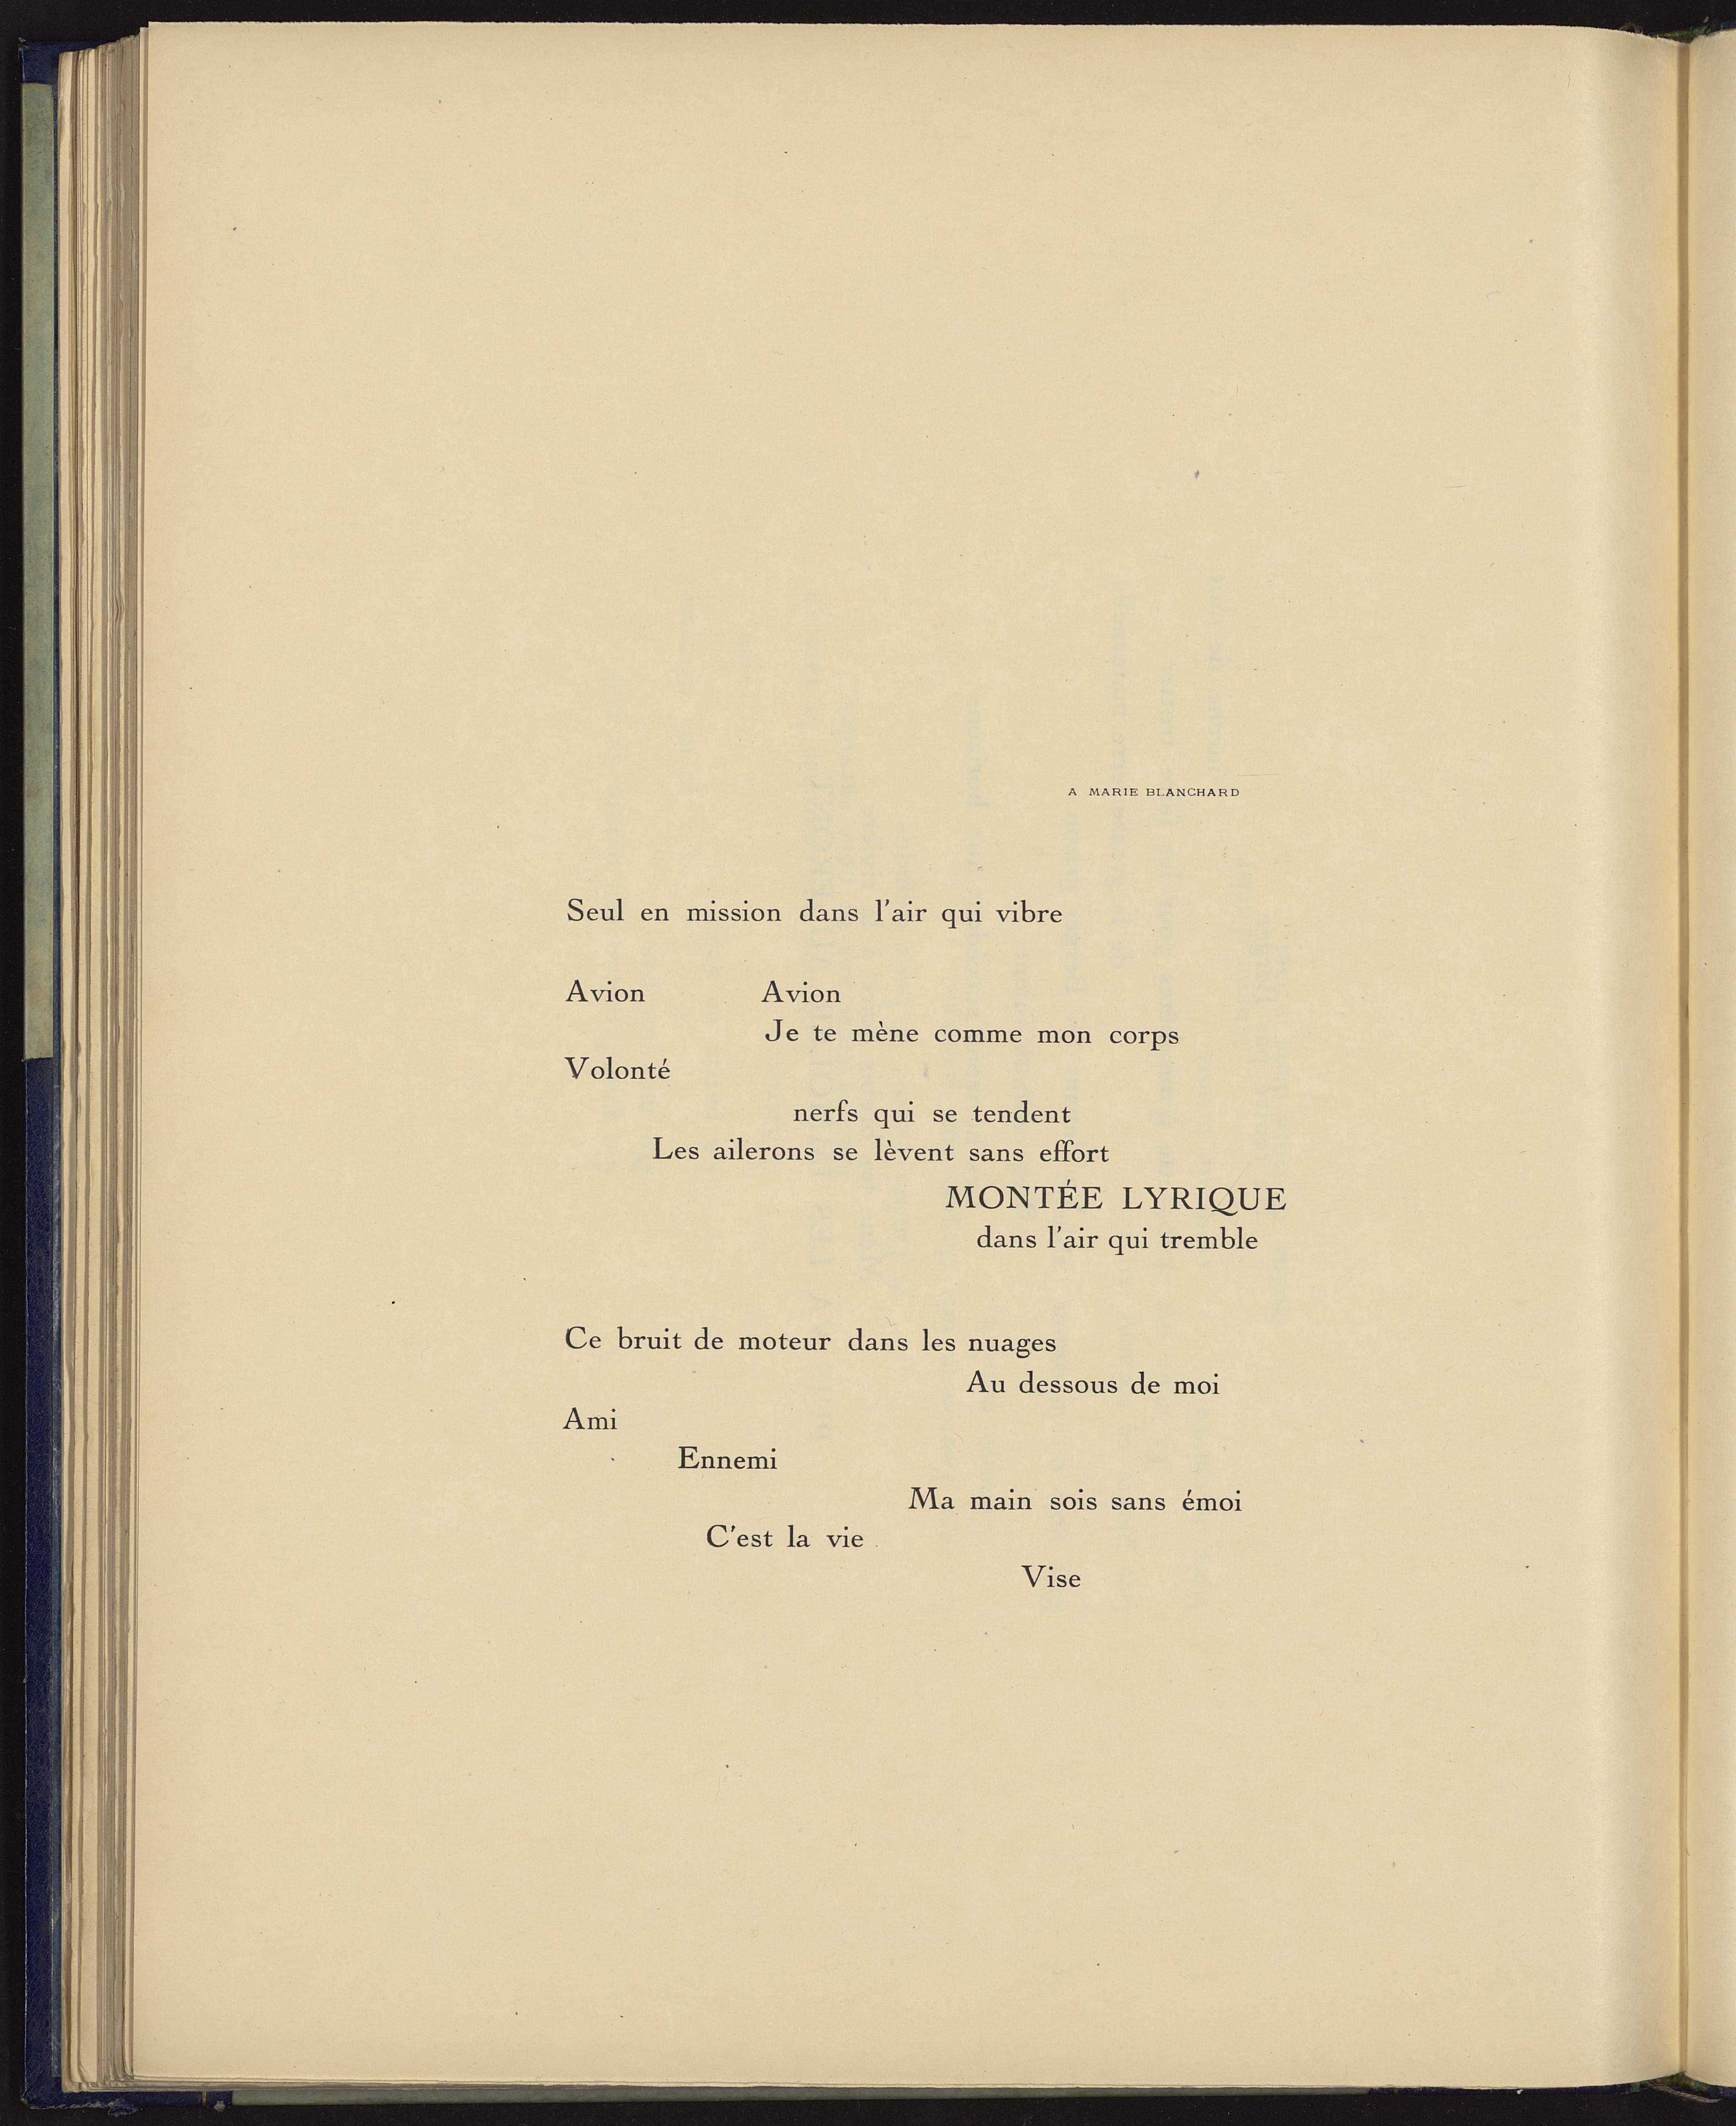 A MARIE BLANCHARD
Seul en mission dans l'air qui vibre
Avion Avion
Je te mène comme mon corps
Volonté
nerfs qui se tendent
Les ailerons se lèvent sans effort
MONTÉE LYRIQUE
dans l'air qui tremble
Ce bruit de moteur dans les nuages
Au dessous de moi
Ami
Ennemi
Ma main sois sans émoi
C'est la vie
Vise